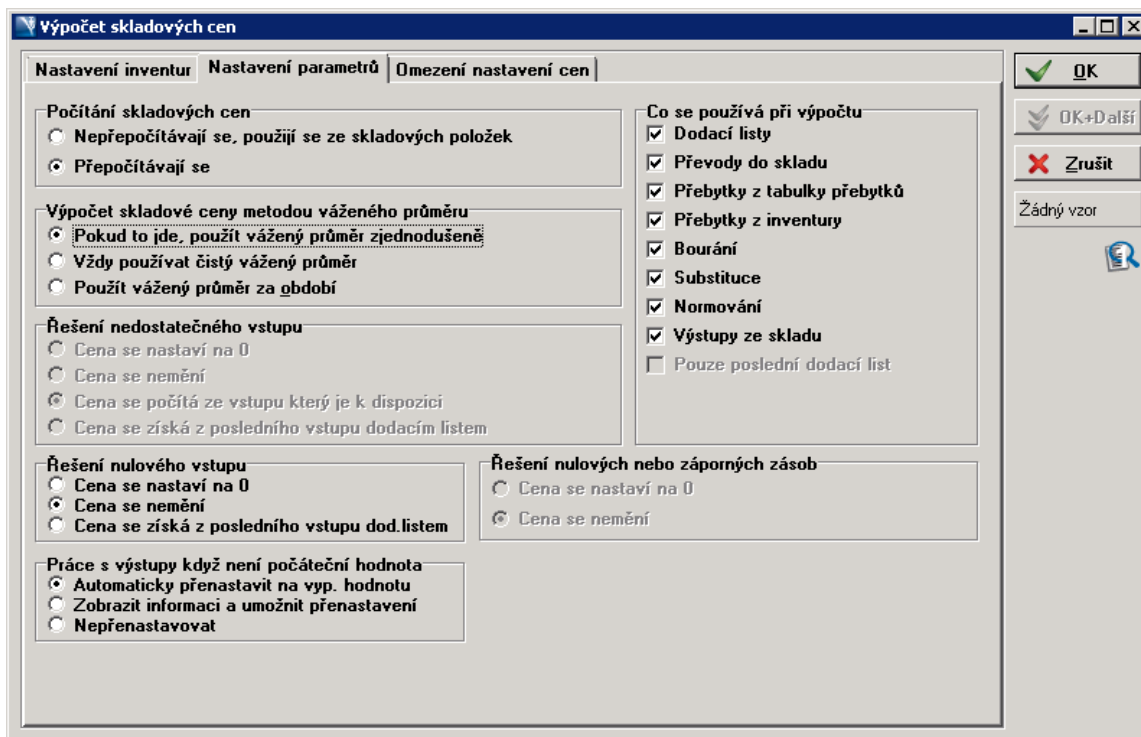 Výpočet skladových cen
Nastavení inventur
Nastavení parametrů
Omezení nastavení cen
Počítání skladových cen
Nepřepočítávají se, použijí se ze skladových položek
Přepočítávají se
Výpočet skladové ceny metodou váženého průměru
Pokud to jde, použít vážený průměr zjednodušeně
Vždy používat čistý vážený průměr
Použít vážený průměr za období
Řešení nedostatečného vstupu
Cena se nastaví na 0
Cena se nemění
Cena se počítá ze vstupu který je k dispozici
Cena se získá z posledního vstupu dodacím listem
Řešení nulového vstupu
Cena se nastaví na 0
Cena se nemění
Cena se získá z posledního vstupu dod.listem
Práce s výstupy když není počáteční hodnota
Automaticky přenastavit na vyp. hodnotu
Zobrazit informaci a umožnit přenastavení
Nepřenastavovat
Co se používá při výpočtu
Dodací listy
Převody do skladu
Přebytky z tabulky přebytků
Přebytky z inventury
Bourání
Substituce
Normování
Výstupy ze skladu
Pouze poslední dodací list
Řešení nulových nebo záporných zásob
Cena se nastaví na 0
Cena se nemění
OK
OK+Další
Zrušit
Žádný vzor